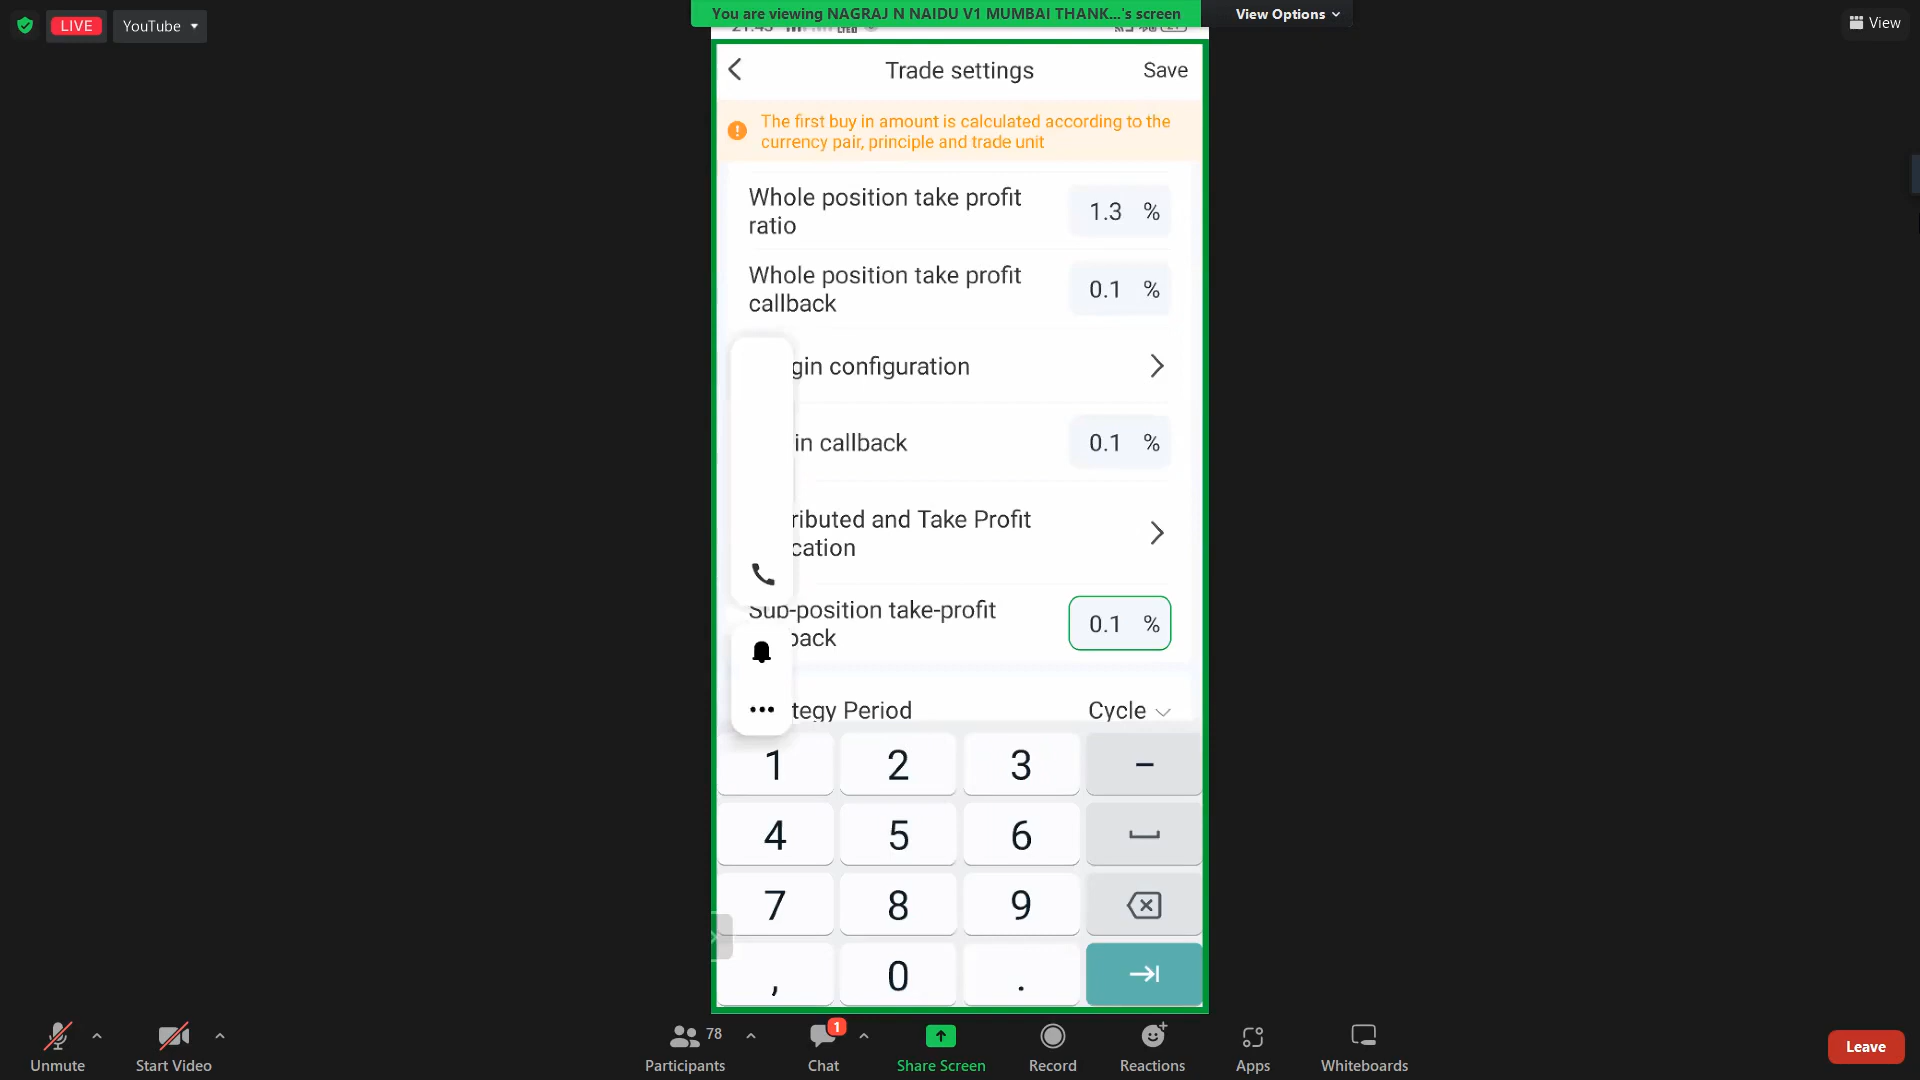 You are viewing NAGRAJ N NAIDU V1 MUMBAI THANK...'s screen
View Options
LIVE
YouTube
View
Trade settings
Save
The first buy in amount is calculated according to the
currency pair, principle and trade unit
Whole position take profit
ratio
1.3 %
Whole position take profit
callback
0.1 %
gin configuration
in callback
0.1 %
ributed and Take Profit
cation
Sub-position take-profit
back
0.1 %
tegy Period
Cycle
1 2 3 –
4 5 6
7 8 9
, 0 .
Unmute
Start Video
78
Participants
1
Chat
Share Screen
Record
Reactions
Apps
Whiteboards
Leave